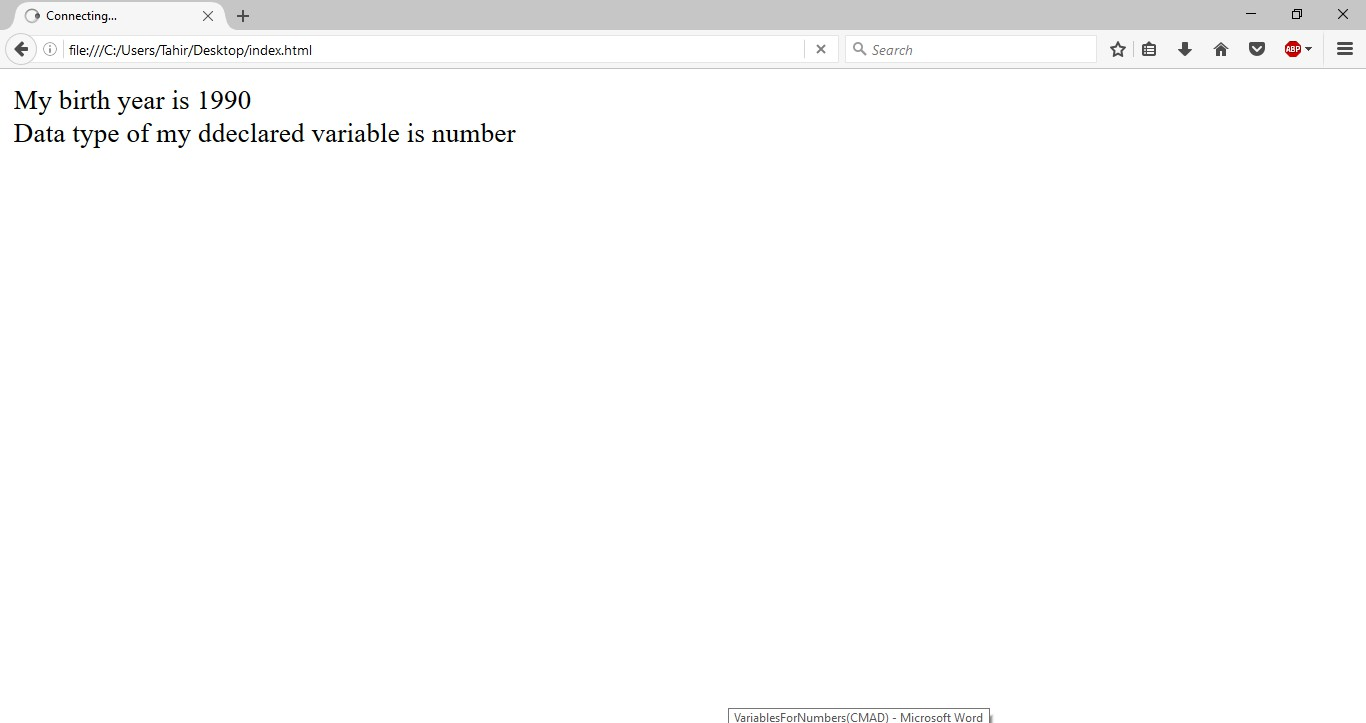 Connecting...
file:///C:/Users/Tahir/Desktop/index.html
Search
ABP
My birth year is 1990
Data type of my ddeclared variable is number
VariablesForNumbers(CMAD) - Microsoft Word